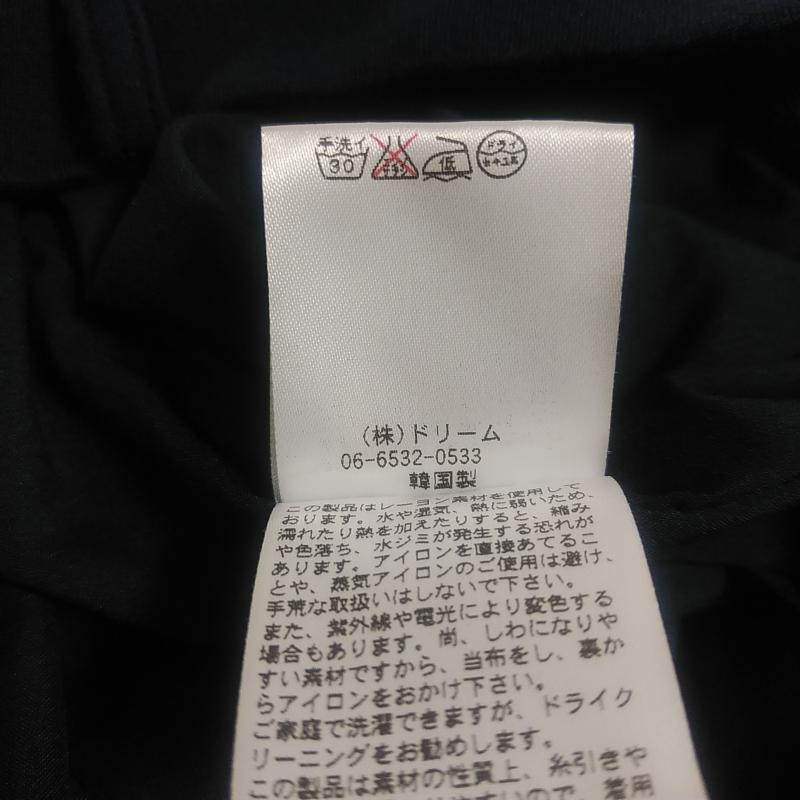 手洗イ
30
低
ドライ
(株)ドリーム
06-6532-0533
韓国製
この製品はレーヨン素材を使用して
おります。水や湿気、熱に弱いため、
濡れたり熱を加えたりすると、縮み
や色落ち、水ジミが発生する恐れが
あります。アイロンを直接あてるこ
とや、蒸気アイロンのご使用は避け、
手荒な取扱いはしないで下さい。
また、紫外線や電光により変色する
場合もあります。尚、しわになりや
すい素材ですから、当布をし、裏か
らアイロンをおかけ下さい。
ご家庭で洗濯できますが、ドライク
リーニングをお勧めします。
この製品は素材の性質上、糸引きや
やすいので、着用